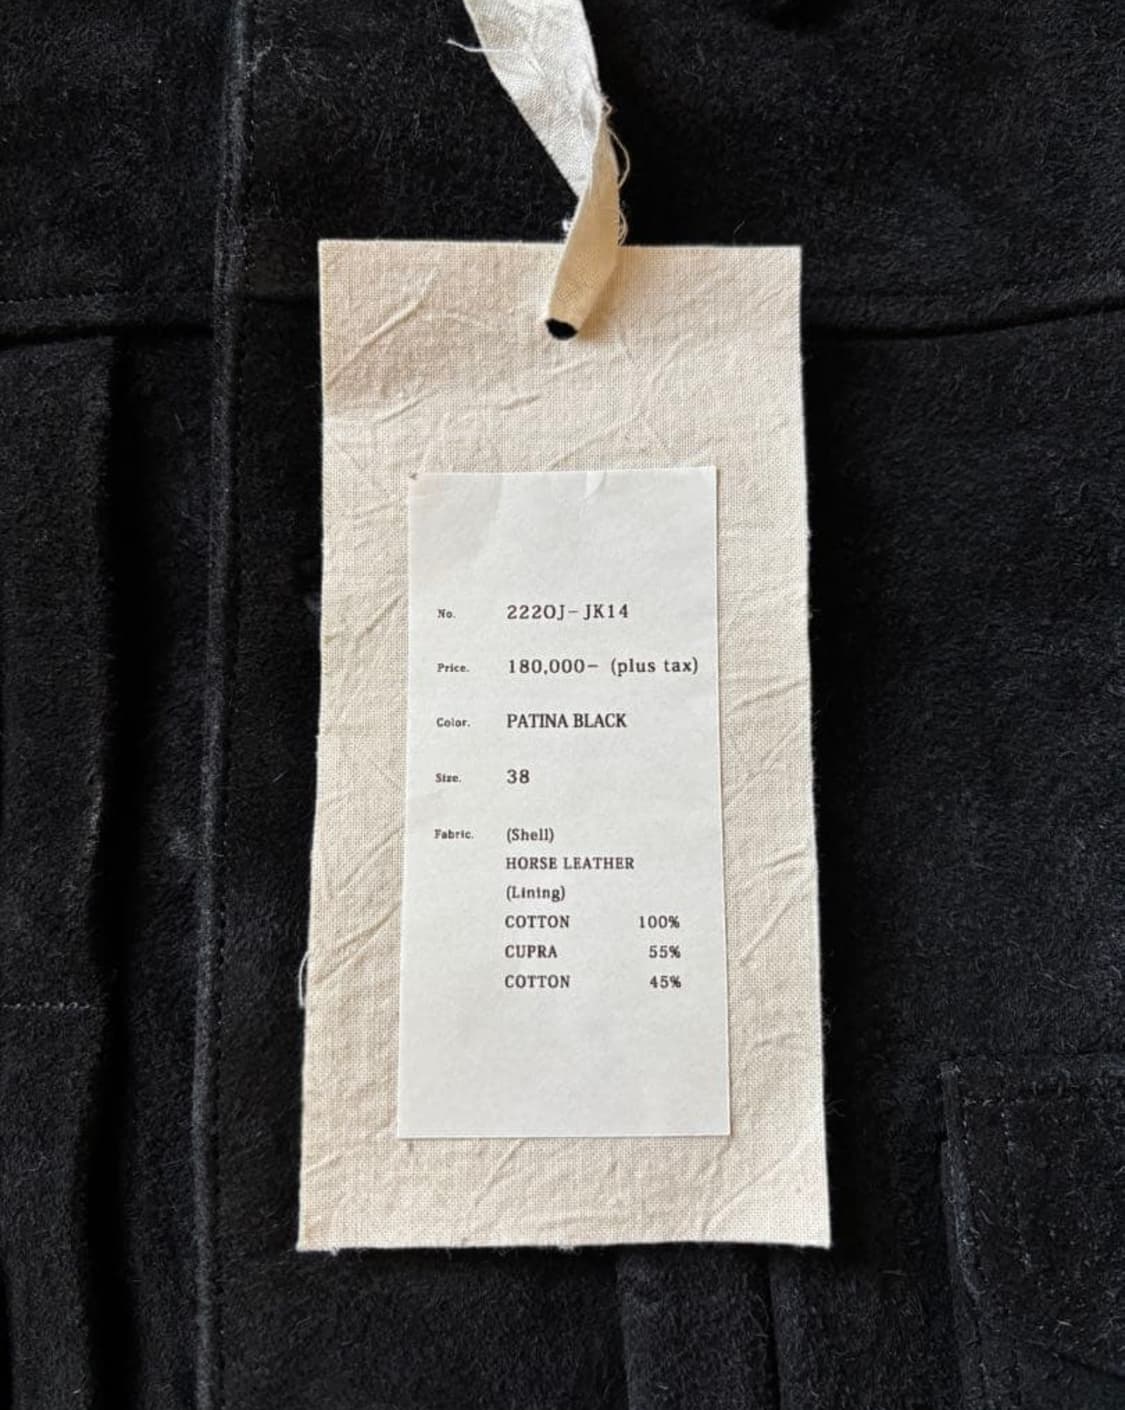 No. 222OJ-JK14
Price. 180,000- (plus tax)
Color. PATINA BLACK
Size. 38
Fabric. (Shell)
HORSE LEATHER
(Lining)
COTTON 100%
CUPRA 55%
COTTON 45%